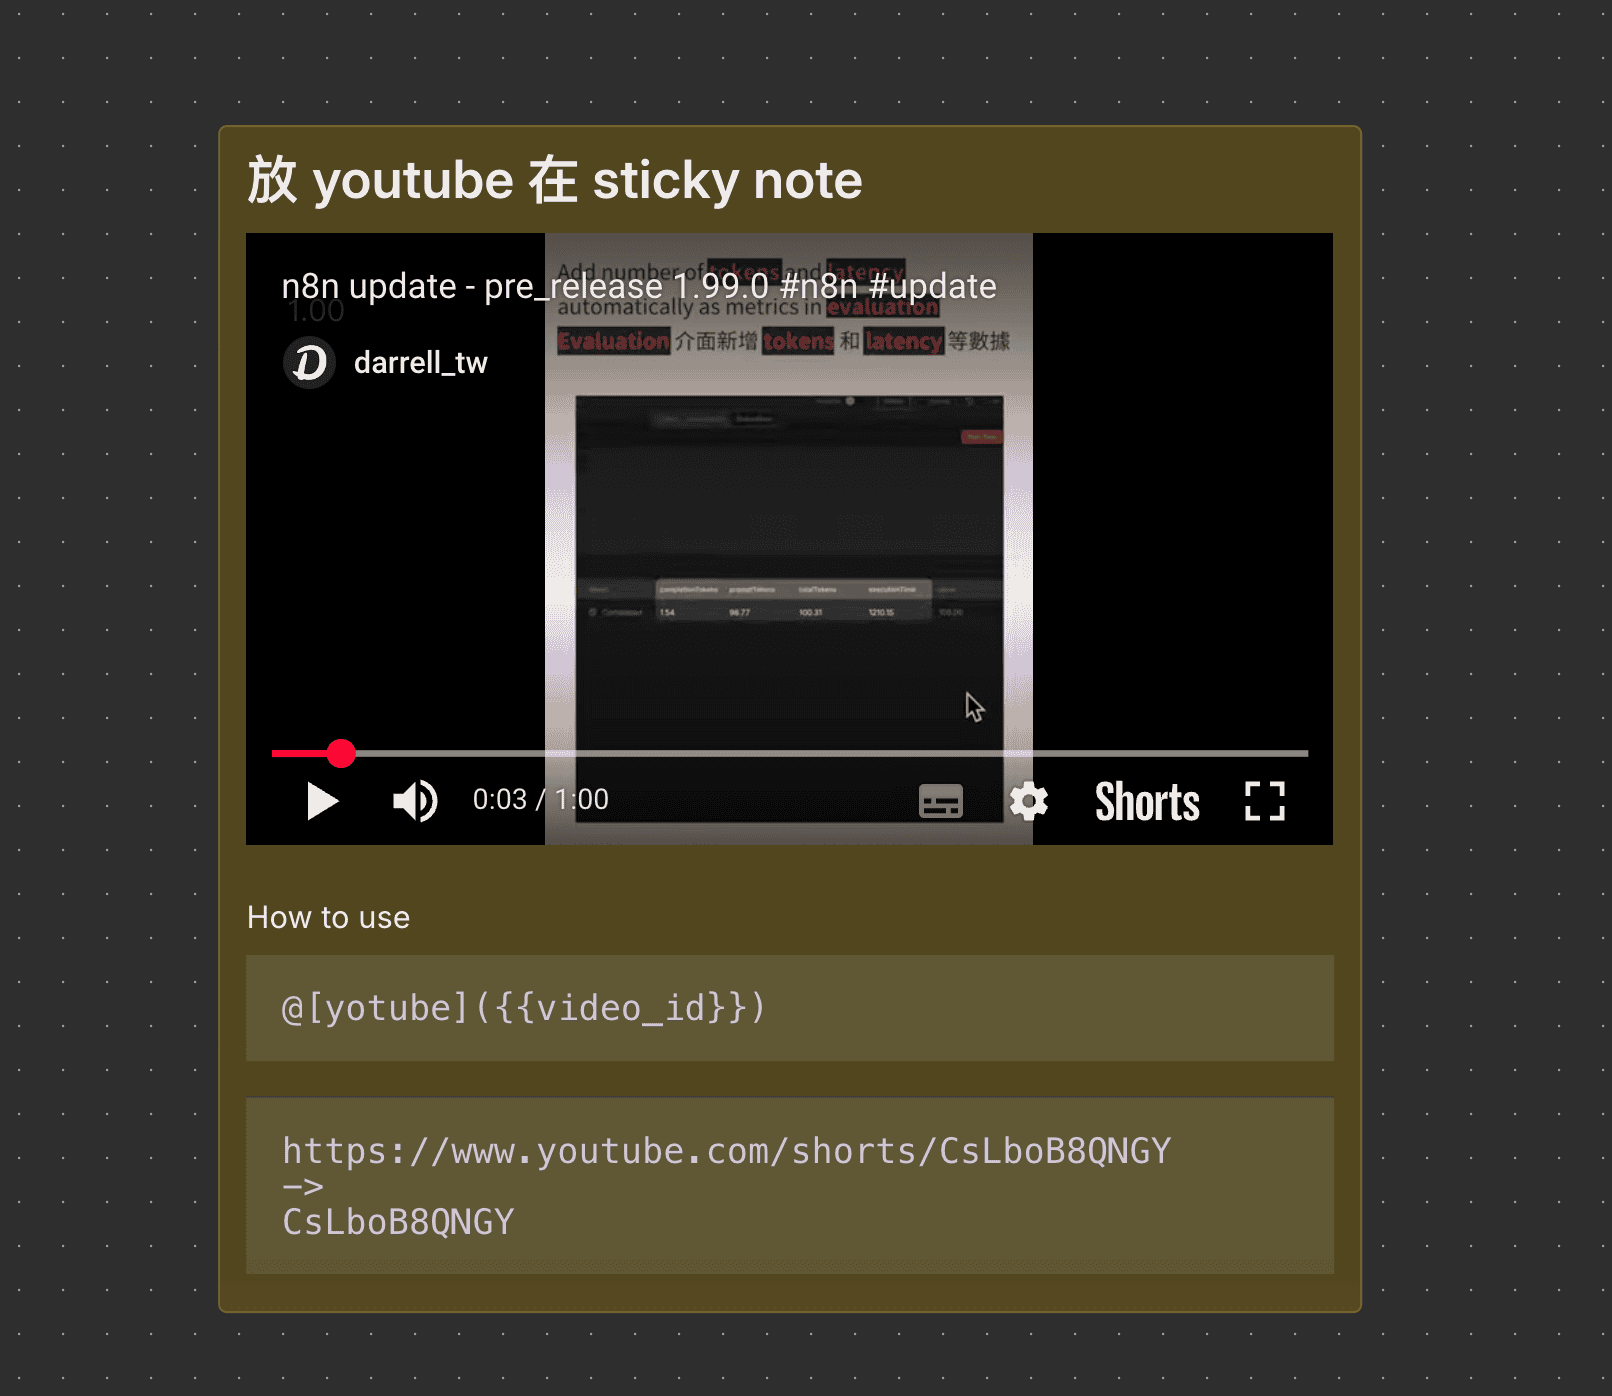 放 youtube 在 sticky note
Add number of tokens and latency
n8n update - pre_release 1.99.0 #n8n #update
1.00
automatically as metrics in evaluation
Evaluation 介面新增 tokens 和 latency 等數據
darrell_tw
completionTokens promptTokens totalTokens executionTime
1.54 98.77 100.31 1210.15
0:03 / 1:00
Shorts
How to use
@[yotube]({{video_id}})
https://www.youtube.com/shorts/CsLboB8QNGY
->
CsLboB8QNGY